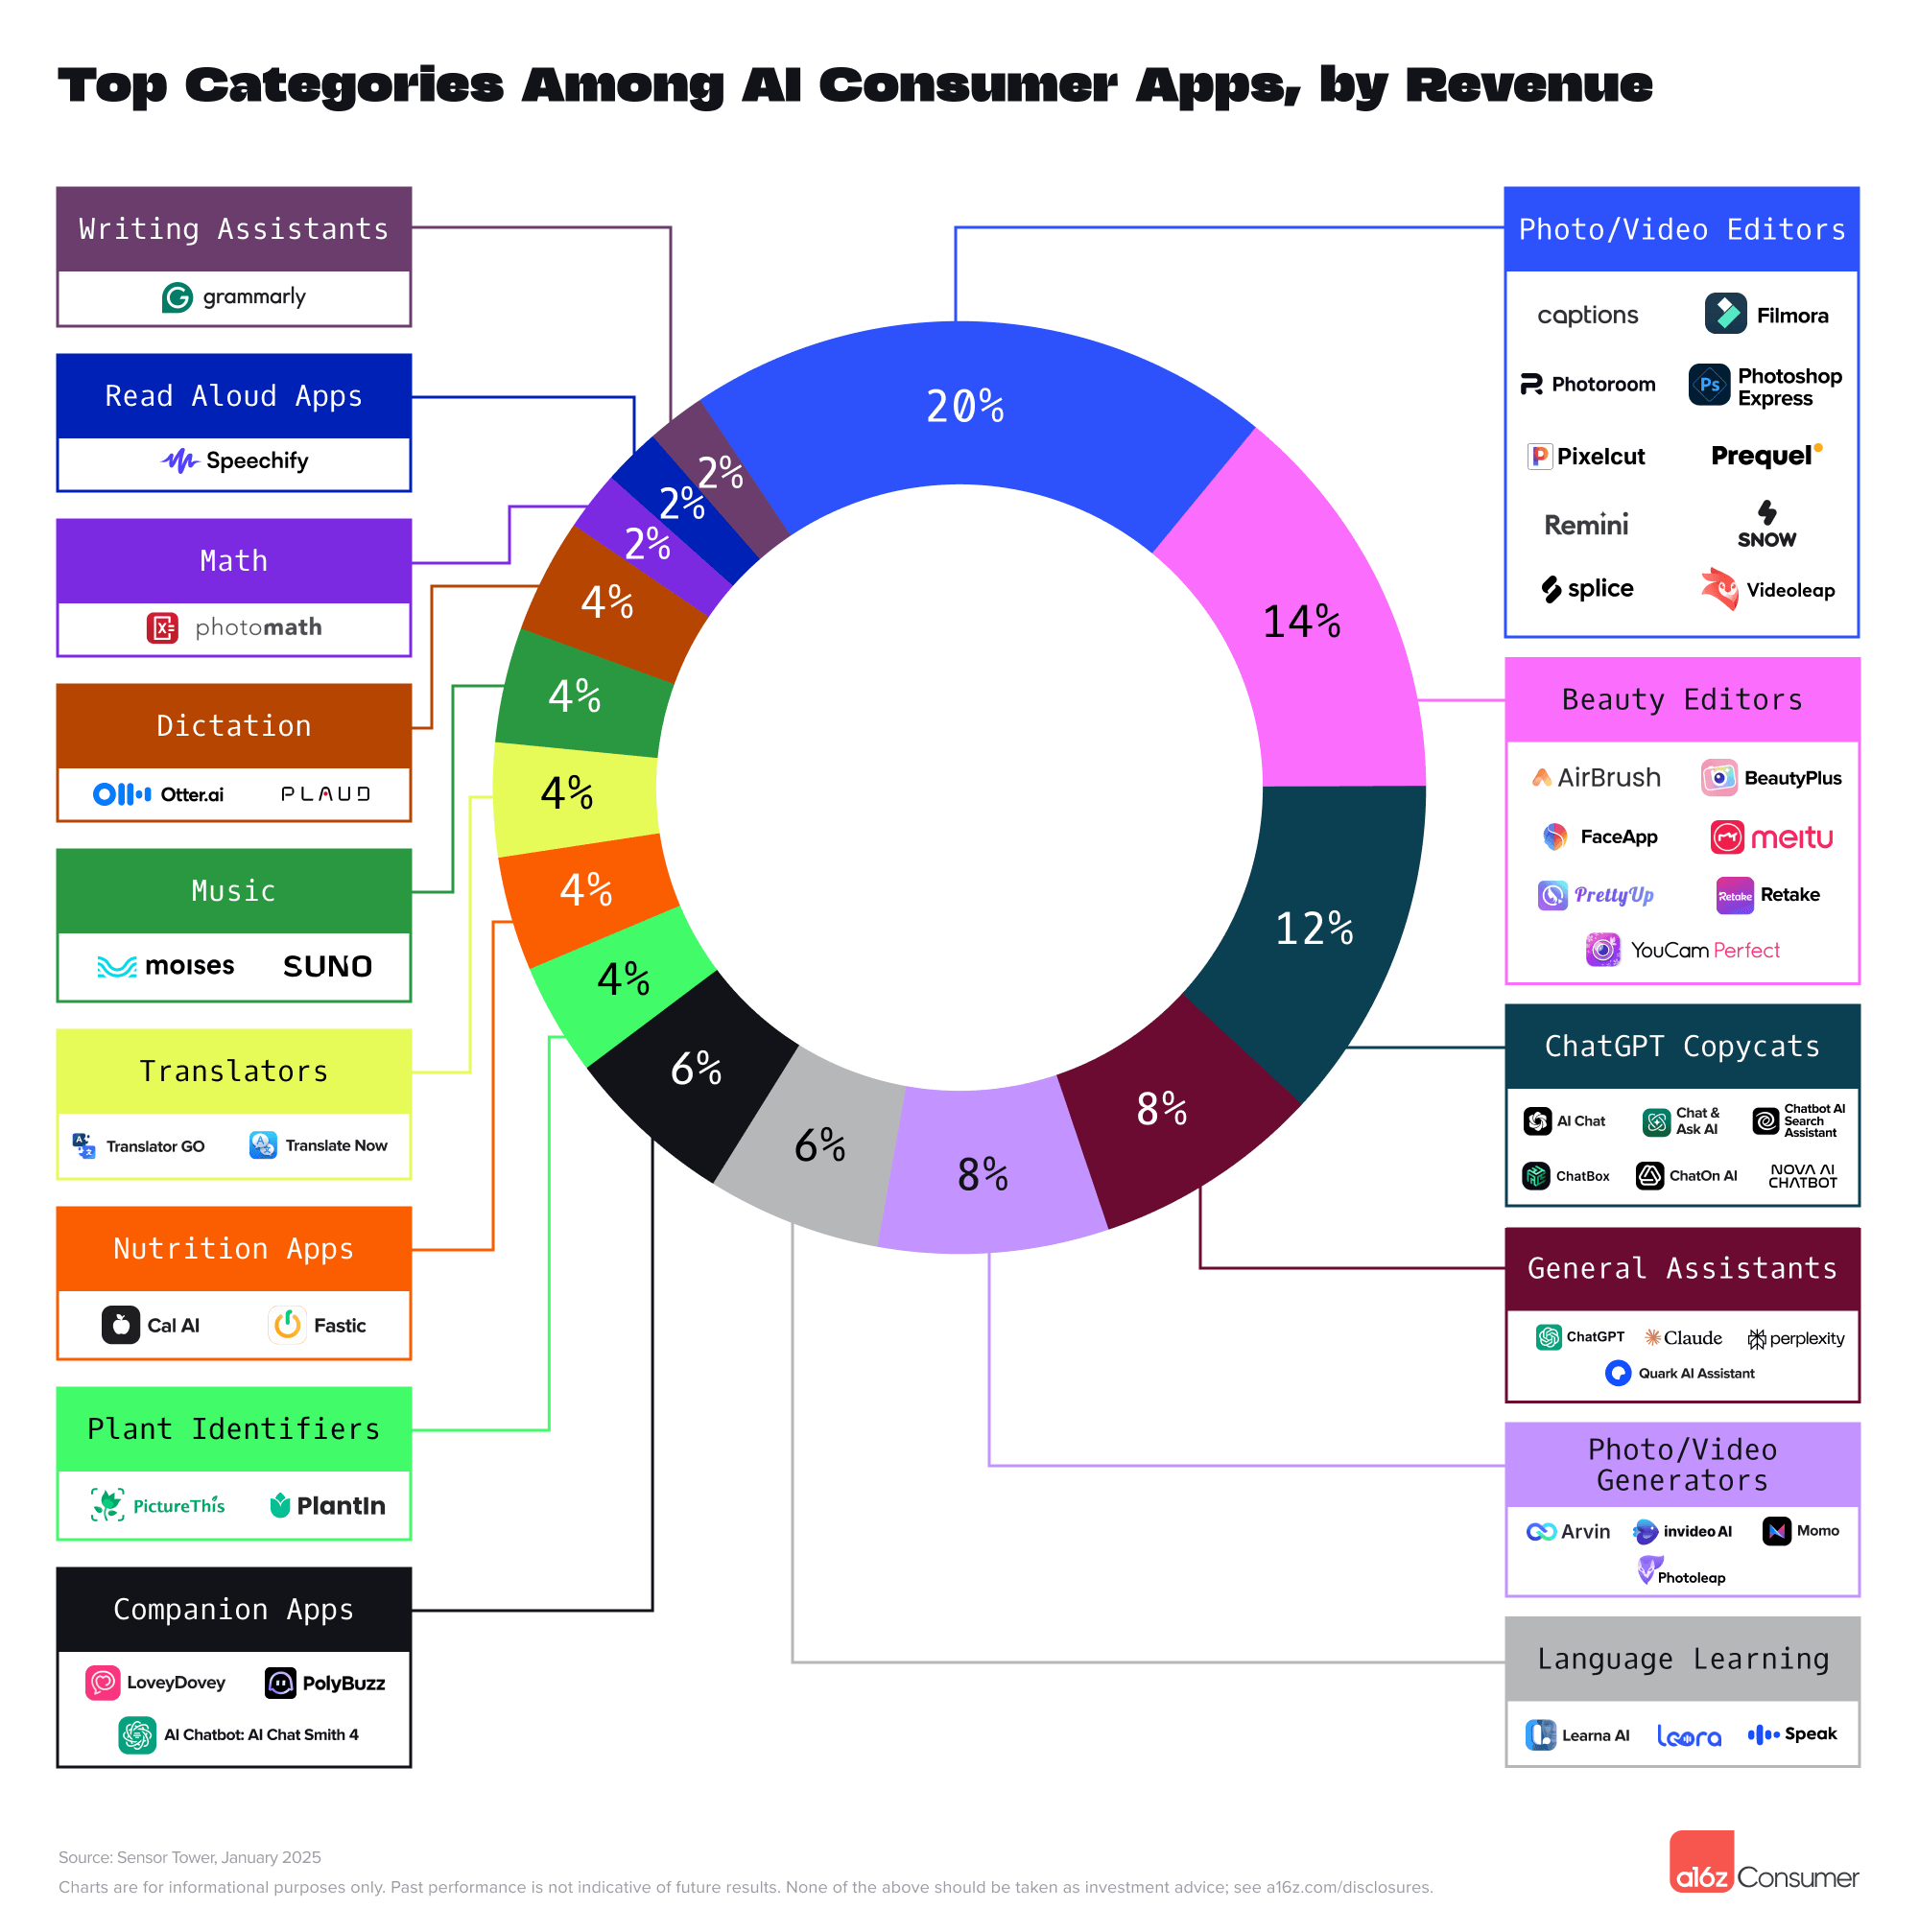 Top Categories Among AI Consumer Apps, by Revenue
Writing Assistants
grammarly
Read Aloud Apps
Speechify
Math
photomath
Dictation
Otter.ai
PLAUD
Music
moises
SUNO
Translators
Translator GO
Translate Now
Nutrition Apps
Cal AI
Fastic
Plant Identifiers
PictureThis
PlantIn
Companion Apps
LoveyDovey
PolyBuzz
AI Chatbot: AI Chat Smith 4
20%
14%
12%
8%
8%
6%
6%
4%
4%
4%
4%
4%
2%
2%
2%
Photo/Video Editors
captions
Filmora
Photoroom
Ps
Photoshop
Express
Pixelcut
Prequel
Remini
SNOW
splice
Videoleap
Beauty Editors
AirBrush
BeautyPlus
FaceApp
meitu
PrettyUp
Retake
Retake
YouCam Perfect
ChatGPT Copycats
AI Chat
Chat &
Ask AI
Chatbot AI
Search
Assistant
ChatBox
ChatOn AI
NOVA AI
CHATBOT
General Assistants
ChatGPT
Claude
perplexity
Quark AI Assistant
Photo/Video
Generators
Arvin
invideo AI
Momo
Photoleap
Language Learning
Learna AI
Loora
Speak
Source: Sensor Tower, January 2025
Charts are for informational purposes only. Past performance is not indicative of future results. None of the above should be taken as investment advice; see a16z.com/disclosures.
a16z Consumer